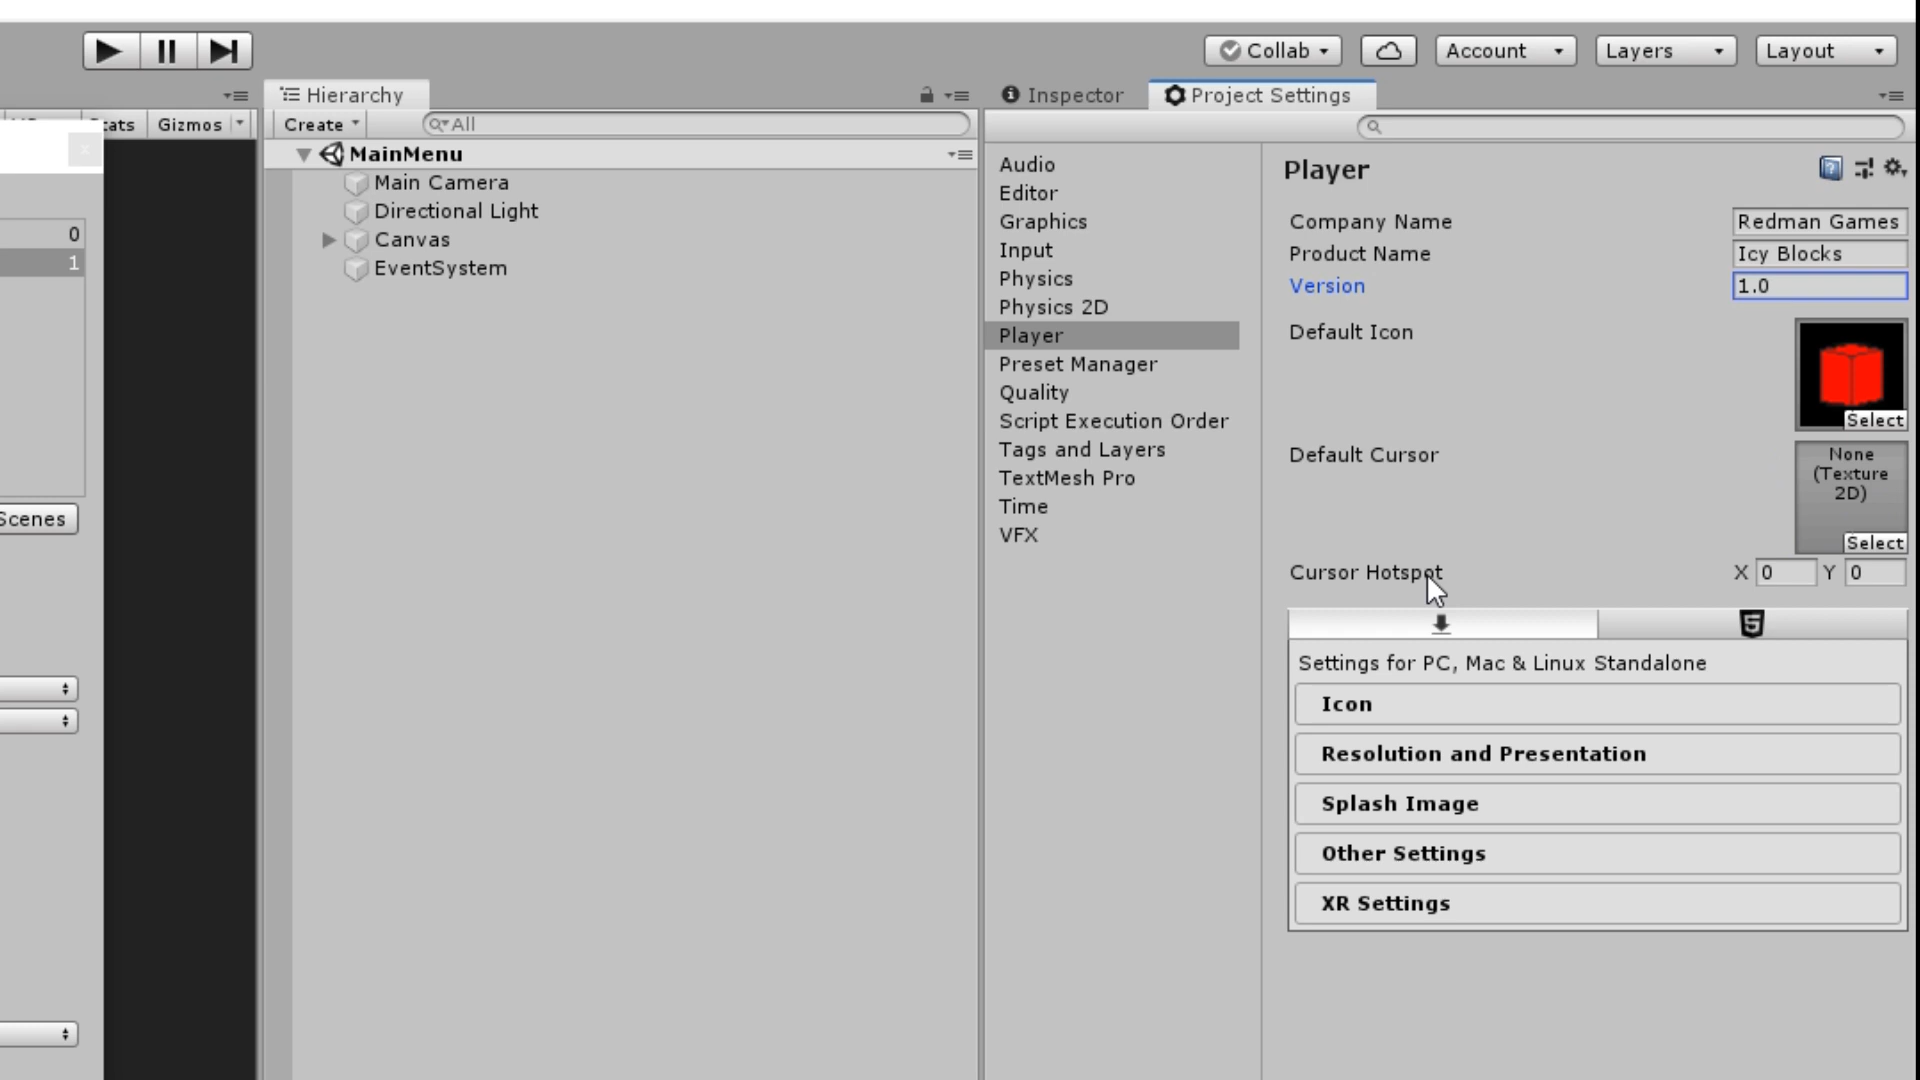 Collab
Account
Layers
Layout
Hierarchy
Inspector
Project Settings
Gizmos
Create
All
MainMenu
Main Camera
Directional Light
Canvas
EventSystem
0
1
Scenes
Audio
Editor
Graphics
Input
Physics
Physics 2D
Player
Preset Manager
Quality
Script Execution Order
Tags and Layers
TextMesh Pro
Time
VFX
Player
Company Name
Redman Games
Product Name
Icy Blocks
Version
1.0
Default Icon
Select
Default Cursor
None
(Texture
2D)
Select
Cursor Hotspot
X 0 Y 0
Settings for PC, Mac & Linux Standalone
Icon
Resolution and Presentation
Splash Image
Other Settings
XR Settings